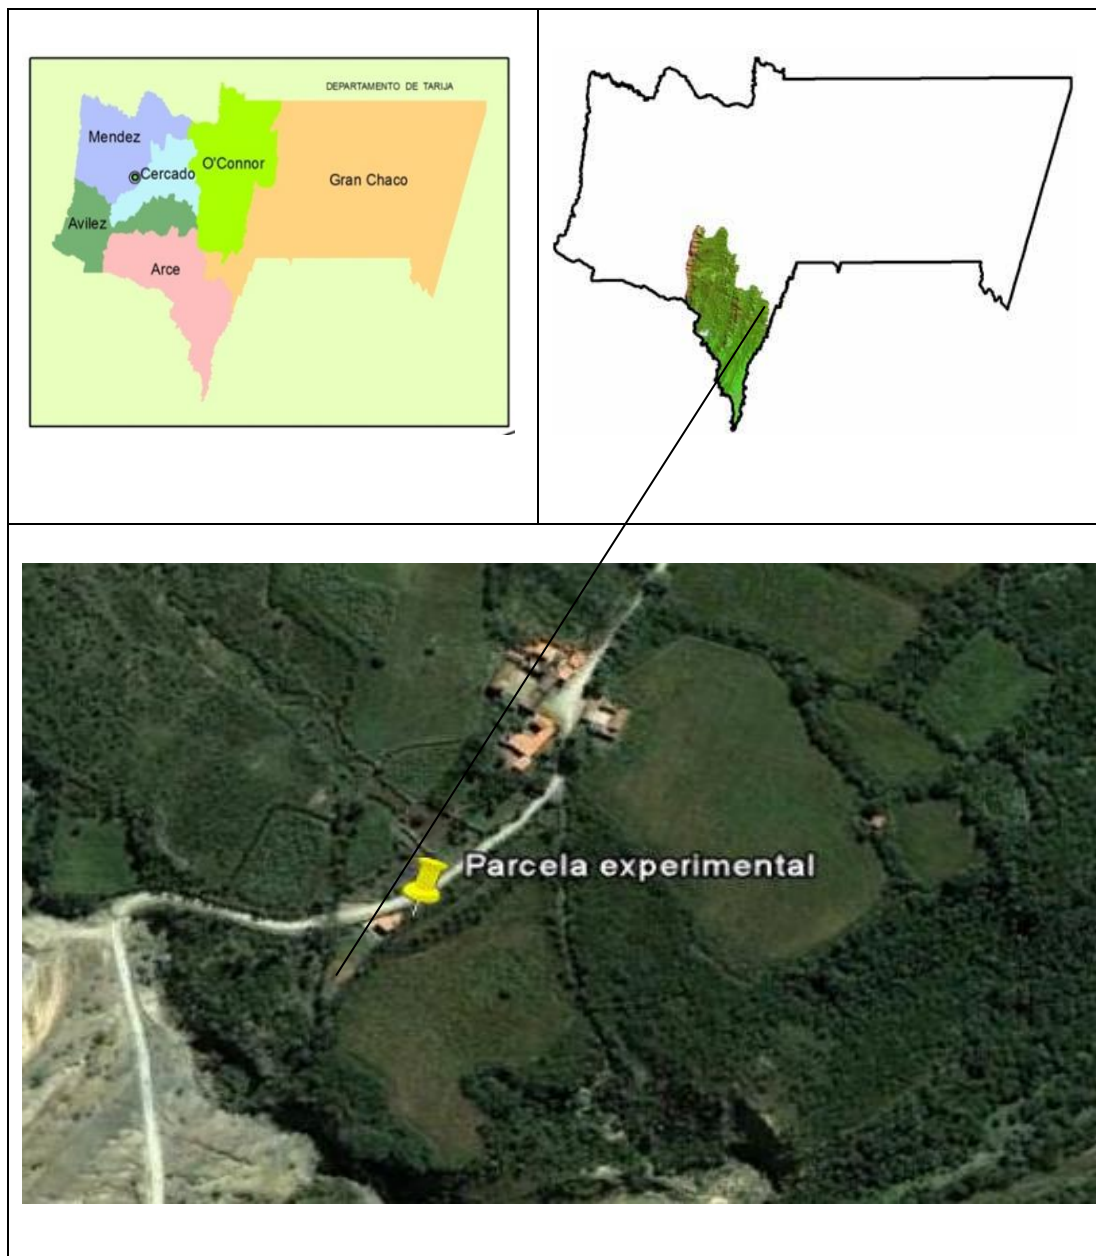 DEPARTAMENTO DE TARIJA
Mendez
O'Connor
Cercado
Gran Chaco
Avilez
Arce
Parcela experimental